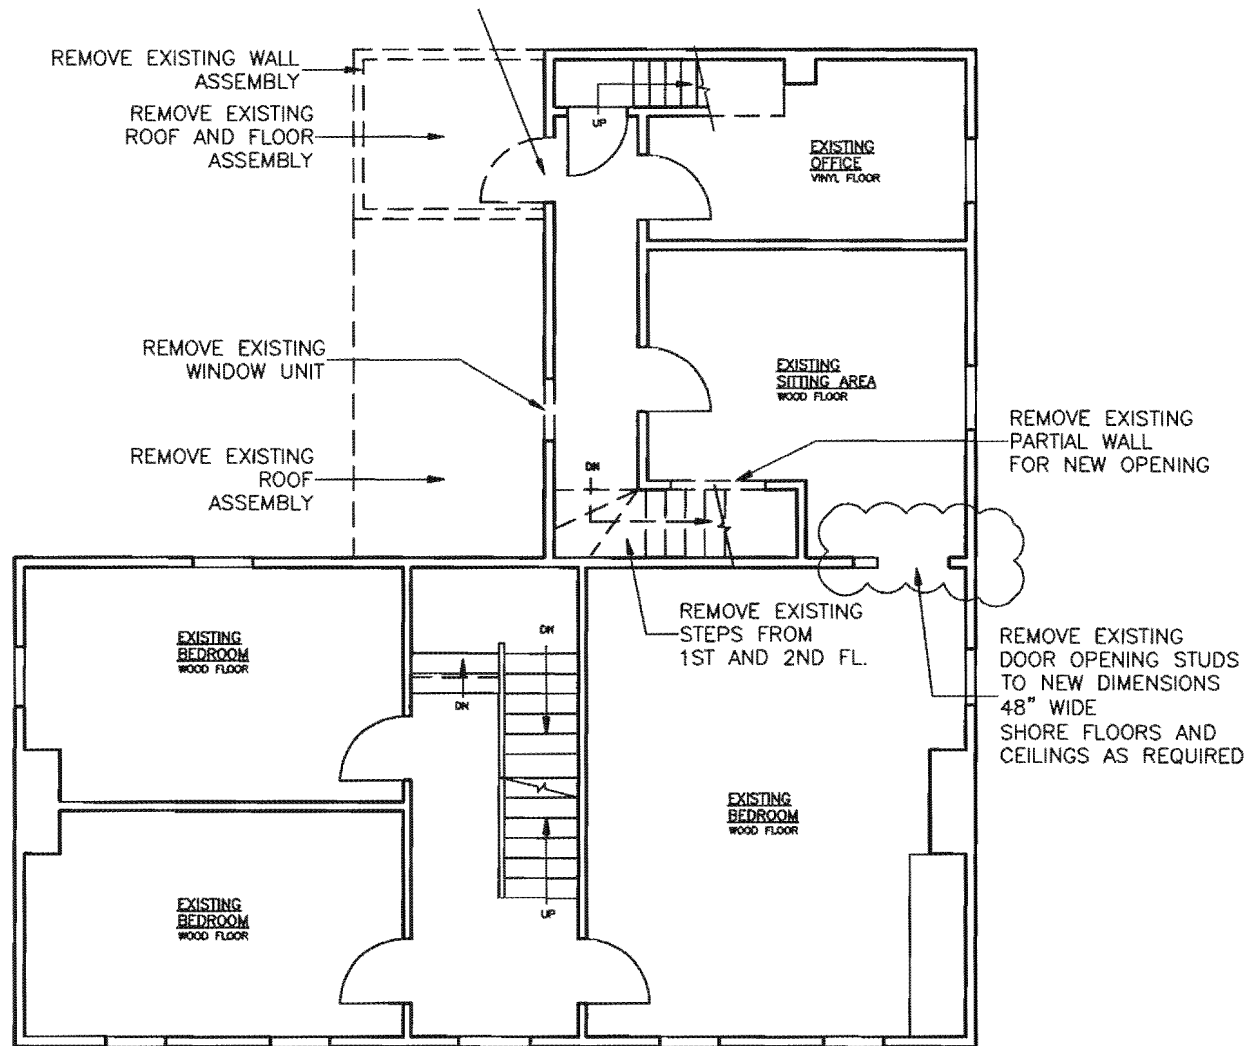 REMOVE EXISTING WALL
ASSEMBLY
REMOVE EXISTING
ROOF AND FLOOR
ASSEMBLY
UP
EXISTING
OFFICE
VINYL FLOOR
REMOVE EXISTING
WINDOW UNIT
EXISTING
SITTING AREA
WOOD FLOOR
REMOVE EXISTING
PARTIAL WALL
FOR NEW OPENING
REMOVE EXISTING
ROOF
ASSEMBLY
DN
REMOVE EXISTING
STEPS FROM
1ST AND 2ND FL.
REMOVE EXISTING
DOOR OPENING STUDS
TO NEW DIMENSIONS
48" WIDE
SHORE FLOORS AND
CEILINGS AS REQUIRED
EXISTING
BEDROOM
WOOD FLOOR
DN
DN
EXISTING
BEDROOM
WOOD FLOOR
EXISTING
BEDROOM
WOOD FLOOR
UP